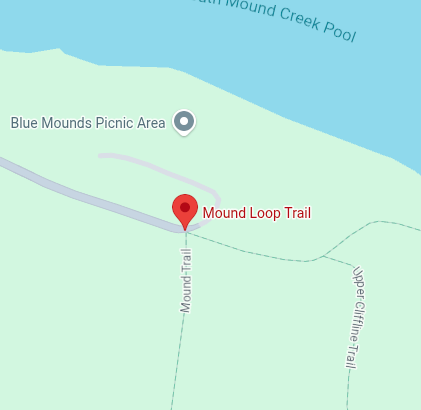 Mound Creek Pool
Blue Mounds Picnic Area
Mound Loop Trail
Mound-Trail
Upper-Cliffline-Trail